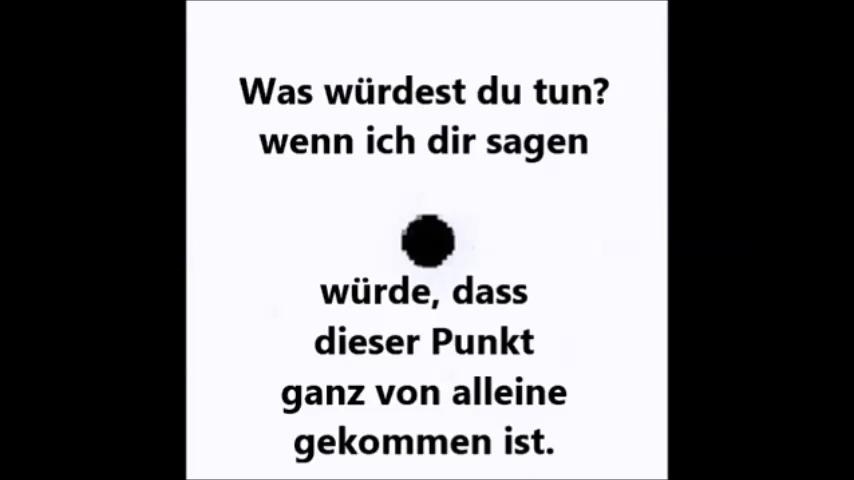 Was würdest du tun?
wenn ich dir sagen
würde, dass
dieser Punkt
ganz von alleine
gekommen ist.